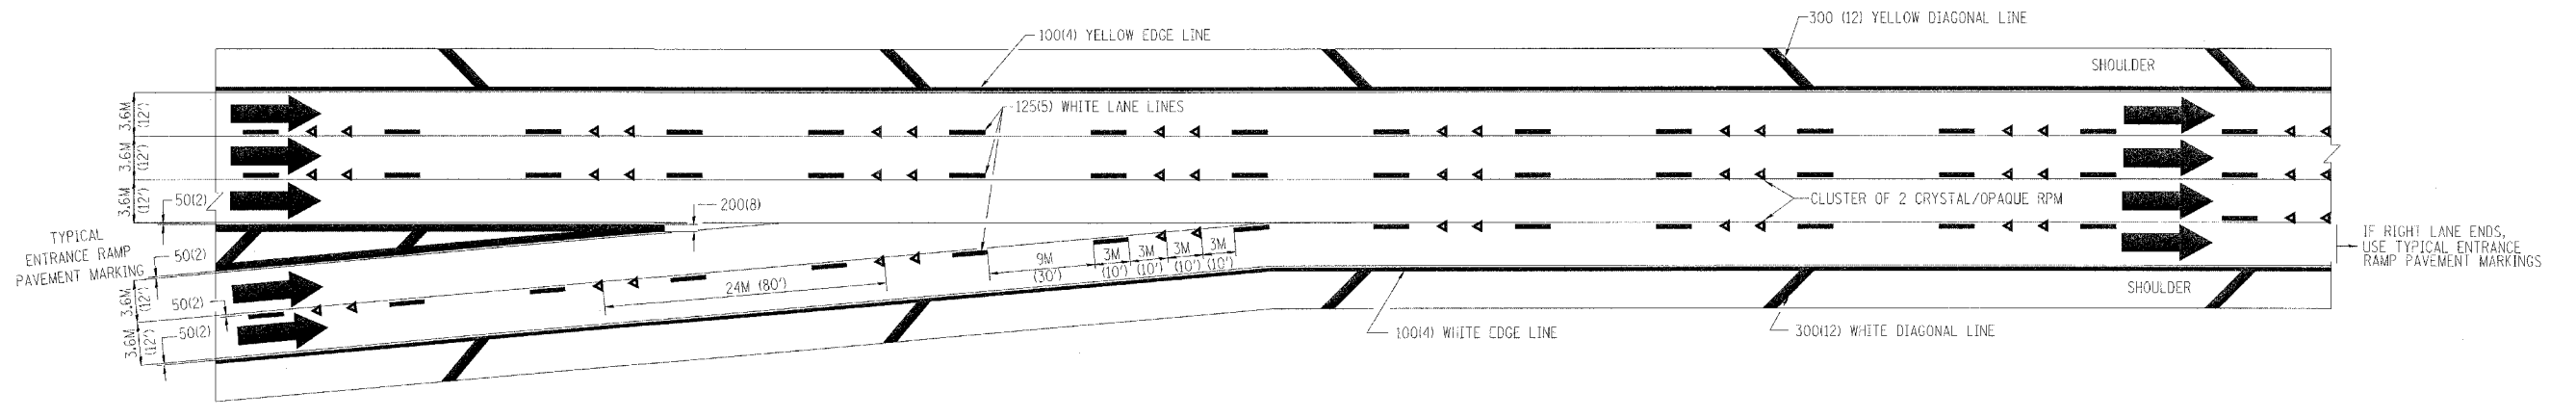 300 (12) YELLOW DIAGONAL LINE
100(4) YELLOW EDGE LINE
SHOULDER
3.6M
(12')
125(5) WHITE LANE LINES
3.6M
(12')
3.6M
(12')
50(2)
200(8)
CLUSTER OF 2 CRYSTAL/OPAQUE RPM
TYPICAL
ENTRANCE RAMP
PAVEMENT MARKING
50(2)
IF RIGHT LANE ENDS,
USE TYPICAL ENTRANCE
RAMP PAVEMENT MARKINGS
9M
(30')
3M
(10')
3M
(10')
3M
(10')
3M
(10')
24M (80')
3.6M
(12')
50(2)
3.6M
(12')
50(2)
SHOULDER
100(4) WHITE EDGE LINE
300(12) WHITE DIAGONAL LINE